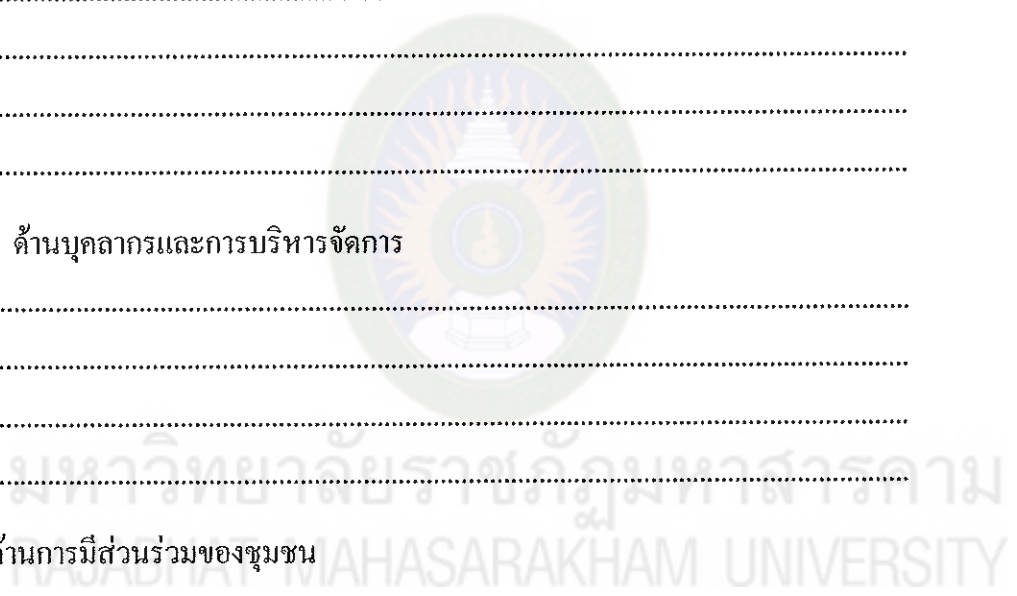 ด้านบุคลากรและการบริหารจัดการ
มหาวิทยาลัยราชภัฏมหาสารคาม
ด้านการมีส่วนร่วมของชุมชน
RAJABHAT MAHASARAKHAM UNIVERSITY